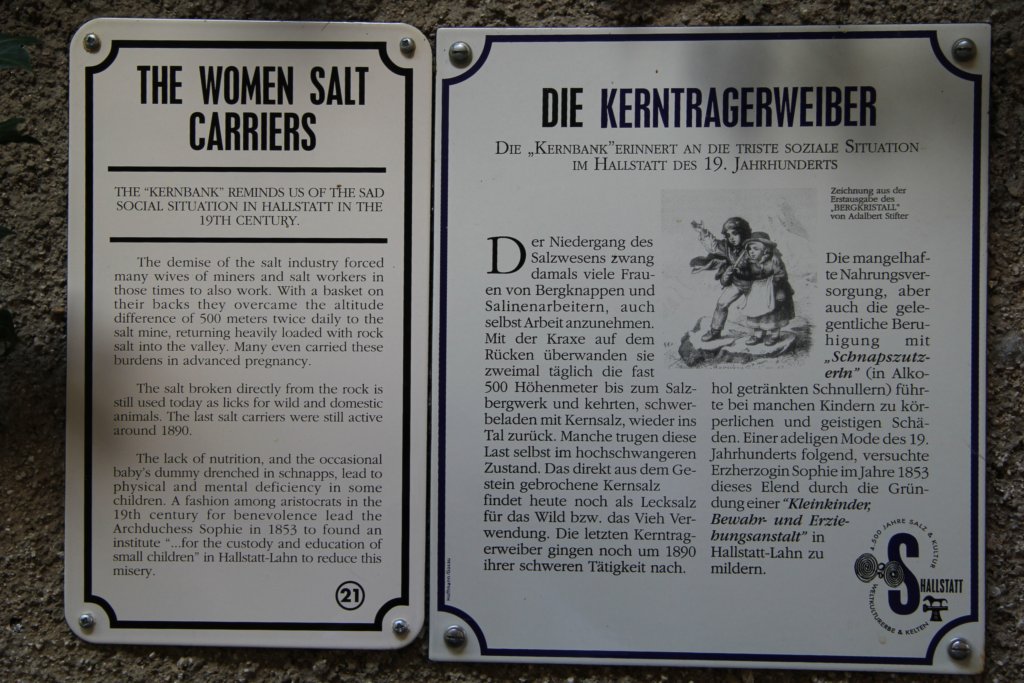 THE WOMEN SALT
CARRIERS
THE "KERNBANK" REMINDS US OF THE SAD
SOCIAL SITUATION IN HALLSTATT IN THE
19TH CENTURY.
The demise of the salt industry forced
many wives of miners and salt workers in
those times to also work. With a basket on
their backs they overcame the altitude
difference of 500 meters twice daily to the
salt mine, returning heavily loaded with rock
salt into the valley. Many even carried these
burdens in advanced pregnancy.
The salt broken directly from the rock is
still used today as licks for wild and domestic
animals. The last salt carriers were still active
around 1890.
The lack of nutrition, and the occasional
baby's dummy drenched in schnapps, lead to
physical and mental deficiency in some
children. A fashion among aristocrats in the
19th century for benevolence lead the
Archduchess Sophie in 1853 to found an
institute "...for the custody and education of
small children" in Hallstatt-Lahn to reduce this
misery.
21
DIE KERNTRAGERWEIBER
DIE „KERNBANK"ERINNERT AN DIE TRISTE SOZIALE SITUATION
IM HALLSTATT DES 19. JAHRHUNDERTS
Zeichnung aus der
Erstausgabe des
„BERGKRISTALL"
von Adalbert Stifter
Der Niedergang des
Salzwesens zwang
damals viele Frau-
en von Bergknappen und
Salinenarbeitern, auch
selbst Arbeit anzunehmen.
Mit der Kraxe auf dem
Rücken überwanden sie
zweimal täglich die fast
500 Höhenmeter bis zum Salz-
bergwerk und kehrten, schwer-
beladen mit Kernsalz, wieder ins
Tal zurück. Manche trugen diese
Last selbst im hochschwangeren
Zustand. Das direkt aus dem Ge-
stein gebrochene Kernsalz
findet heute noch als Lecksalz
für das Wild bzw. das Vieh Ver-
wendung. Die letzten Kerntrag-
erweiber gingen noch um 1890
ihrer schweren Tätigkeit nach.
Die mangelhaf-
te Nahrungsver-
sorgung, aber
auch die gele-
gentliche Beru-
higung mit
„Schnapszutz-
erln" (in Alko-
hol getränkten Schnullern) führ-
te bei manchen Kindern zu kör-
perlichen und geistigen Schä-
den. Einer adeligen Mode des 19.
Jahrhunderts folgend, versuchte
Erzherzogin Sophie im Jahre 1853
dieses Elend durch die Grün-
dung einer "Kleinkinder,
Bewahr- und Erzie-
hungsanstalt" in
Hallstatt-Lahn zu
mildern.
4.500 JAHRE SALZ & KULTUR
S
HALLSTATT
WELTKULTURERBE & KELTEN